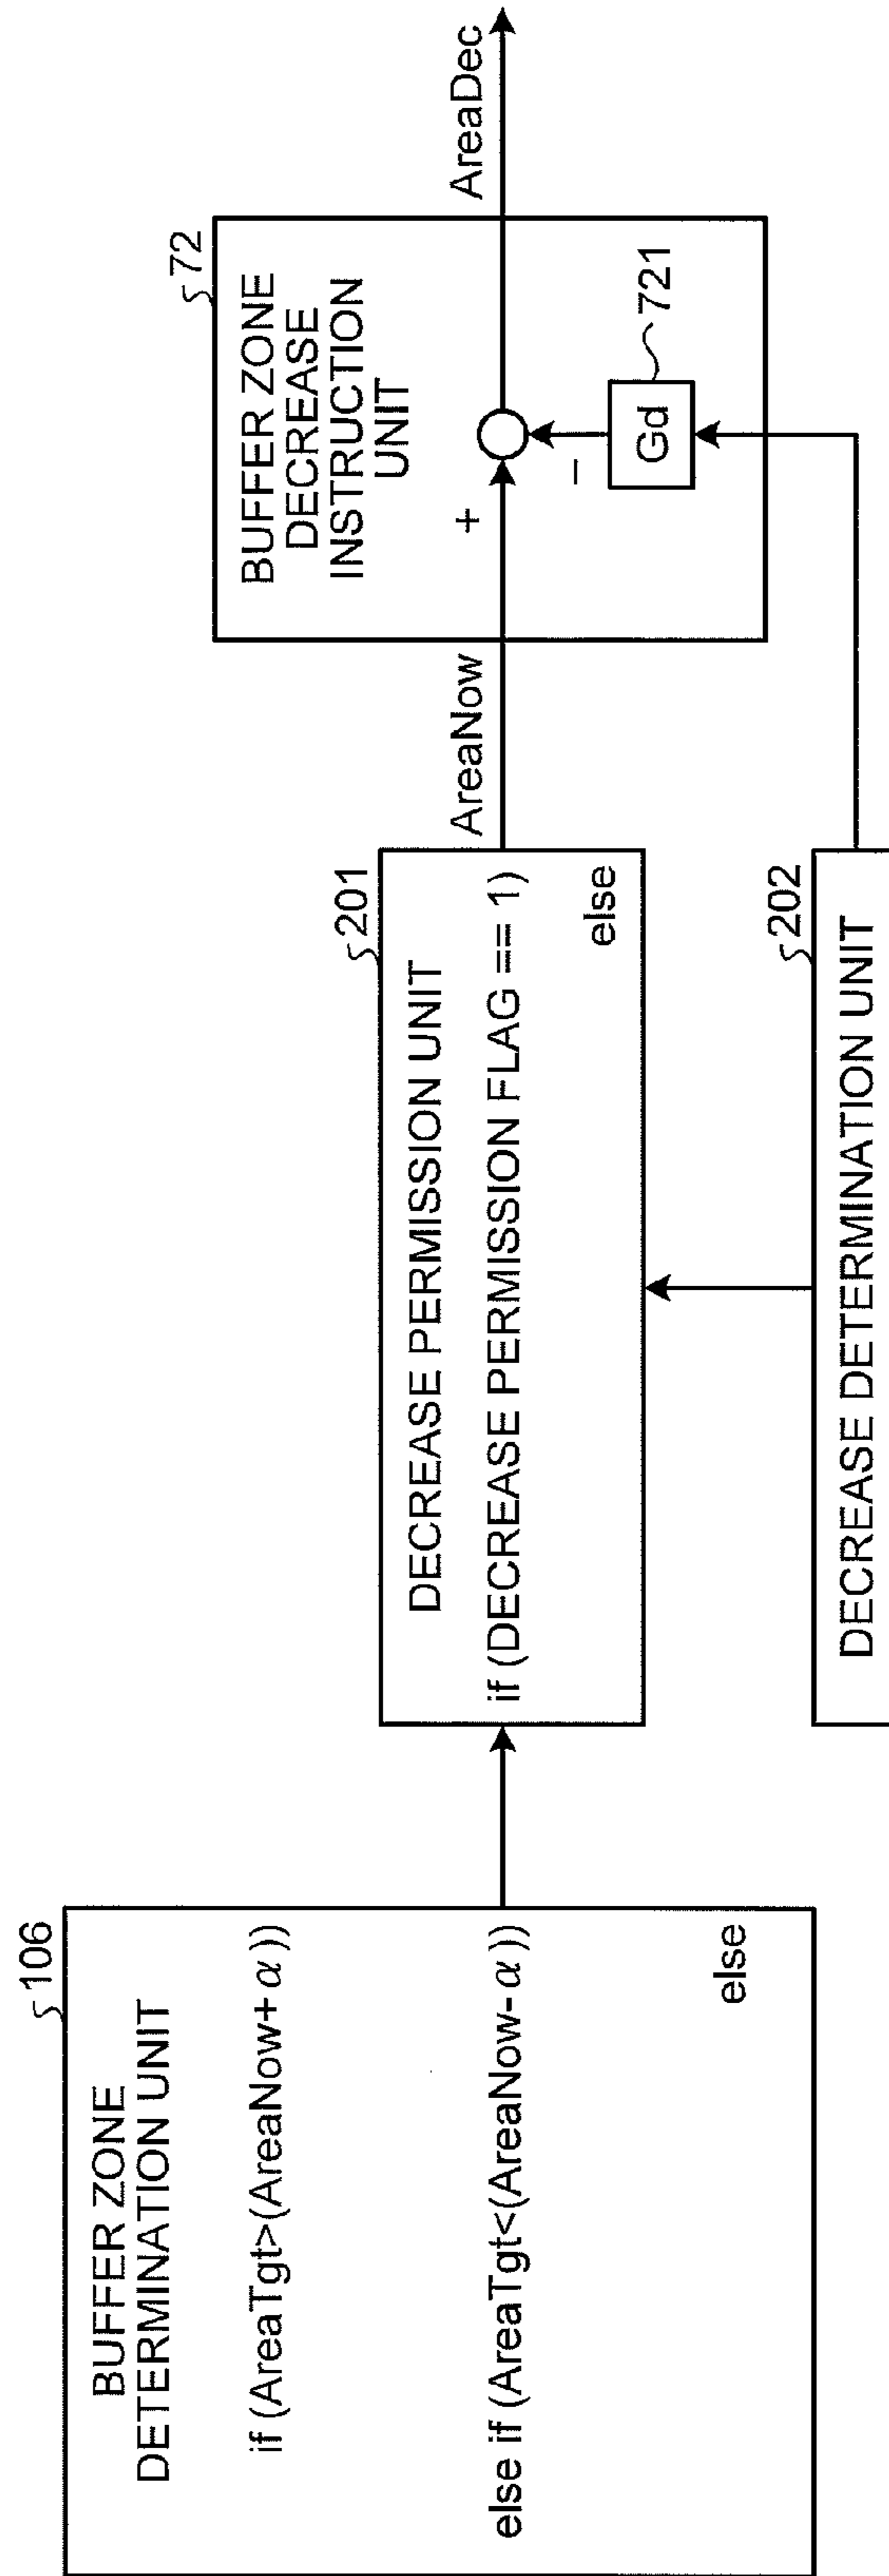 106
BUFFER ZONE
DETERMINATION UNIT
if (AreaTgt>(AreaNow+α))
else if (AreaTgt<(AreaNow-α))
else
201
DECREASE PERMISSION UNIT
if (DECREASE PERMISSION FLAG == 1)
else
202
DECREASE DETERMINATION UNIT
AreaNow
72
BUFFER ZONE
DECREASE
INSTRUCTION
UNIT
+
−
Gd
721
AreaDec